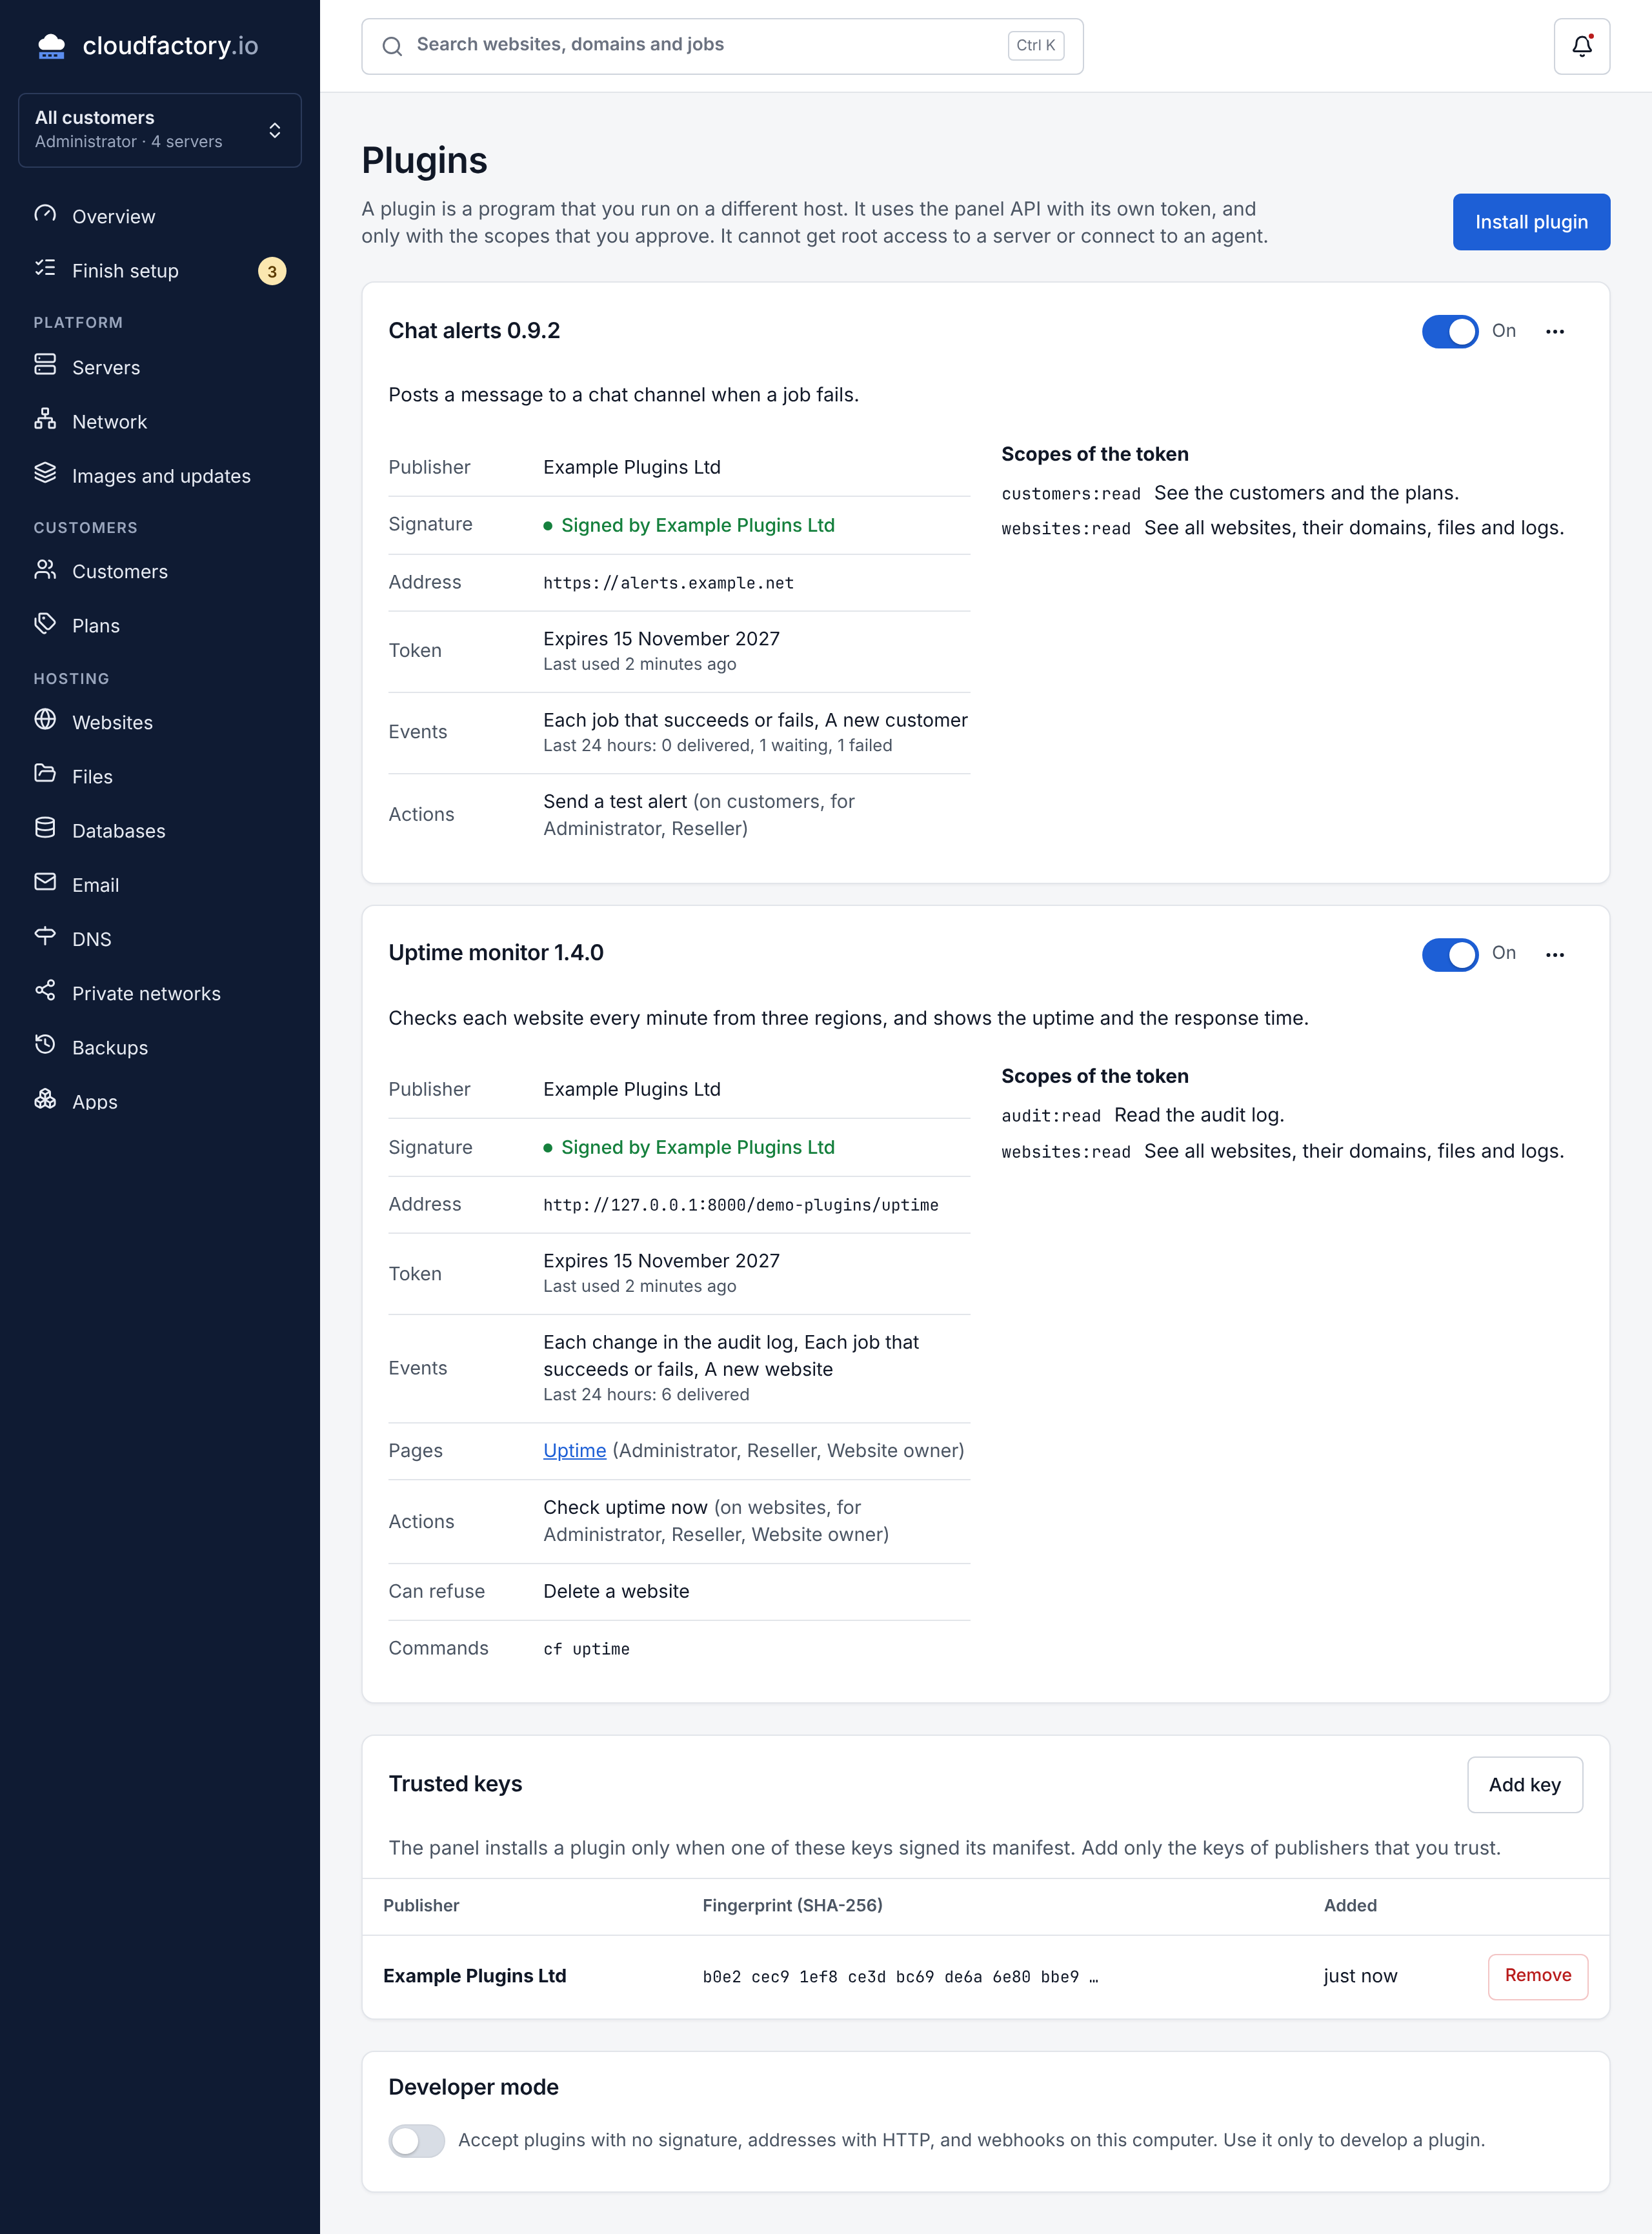 cloudfactory.io
All customers
Administrator · 4 servers
Overview
Finish setup
3
PLATFORM
Servers
Network
Images and updates
CUSTOMERS
Customers
Plans
HOSTING
Websites
Files
Databases
Email
DNS
Private networks
Backups
Apps
Search websites, domains and jobs
Ctrl K
Plugins
A plugin is a program that you run on a different host. It uses the panel API with its own token, and
only with the scopes that you approve. It cannot get root access to a server or connect to an agent.
Install plugin
Chat alerts 0.9.2
On
Posts a message to a chat channel when a job fails.
Publisher
Example Plugins Ltd
Signature
Signed by Example Plugins Ltd
Address
https://alerts.example.net
Token
Expires 15 November 2027
Last used 2 minutes ago
Events
Each job that succeeds or fails, A new customer
Last 24 hours: 0 delivered, 1 waiting, 1 failed
Actions
Send a test alert (on customers, for
Administrator, Reseller)
Scopes of the token
customers:read See the customers and the plans.
websites:read See all websites, their domains, files and logs.
Uptime monitor 1.4.0
On
Checks each website every minute from three regions, and shows the uptime and the response time.
Publisher
Example Plugins Ltd
Signature
Signed by Example Plugins Ltd
Address
http://127.0.0.1:8000/demo-plugins/uptime
Token
Expires 15 November 2027
Last used 2 minutes ago
Events
Each change in the audit log, Each job that
succeeds or fails, A new website
Last 24 hours: 6 delivered
Pages
Uptime (Administrator, Reseller, Website owner)
Actions
Check uptime now (on websites, for
Administrator, Reseller, Website owner)
Can refuse
Delete a website
Commands
cf uptime
Scopes of the token
audit:read Read the audit log.
websites:read See all websites, their domains, files and logs.
Trusted keys
Add key
The panel installs a plugin only when one of these keys signed its manifest. Add only the keys of publishers that you trust.
Publisher
Fingerprint (SHA-256)
Added
Example Plugins Ltd
b0e2 cec9 1ef8 ce3d bc69 de6a 6e80 bbe9 …
just now
Remove
Developer mode
Accept plugins with no signature, addresses with HTTP, and webhooks on this computer. Use it only to develop a plugin.